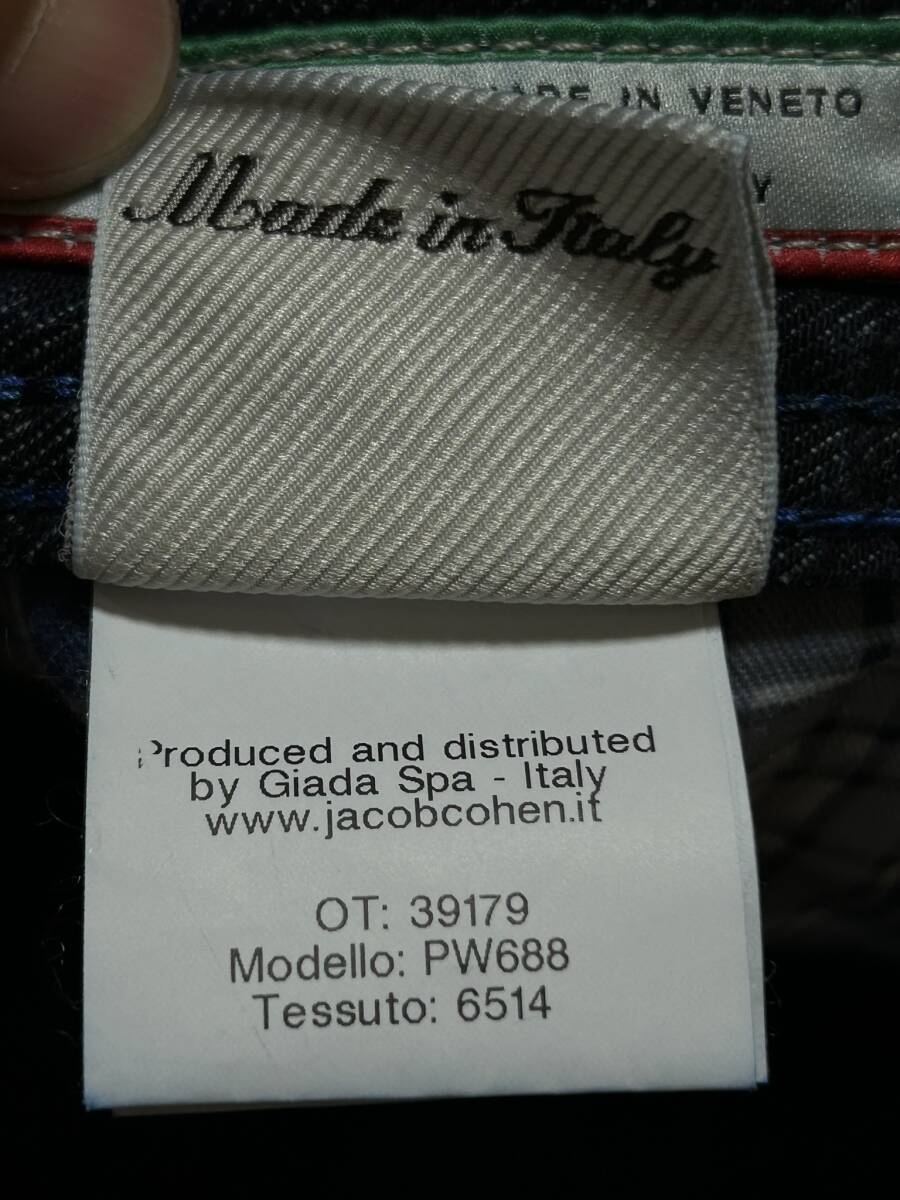 MADE IN VENETO
Made in Italy
Produced and distributed
by Giada Spa - Italy
www.jacobcohen.it
OT: 39179
Modello: PW688
Tessuto: 6514